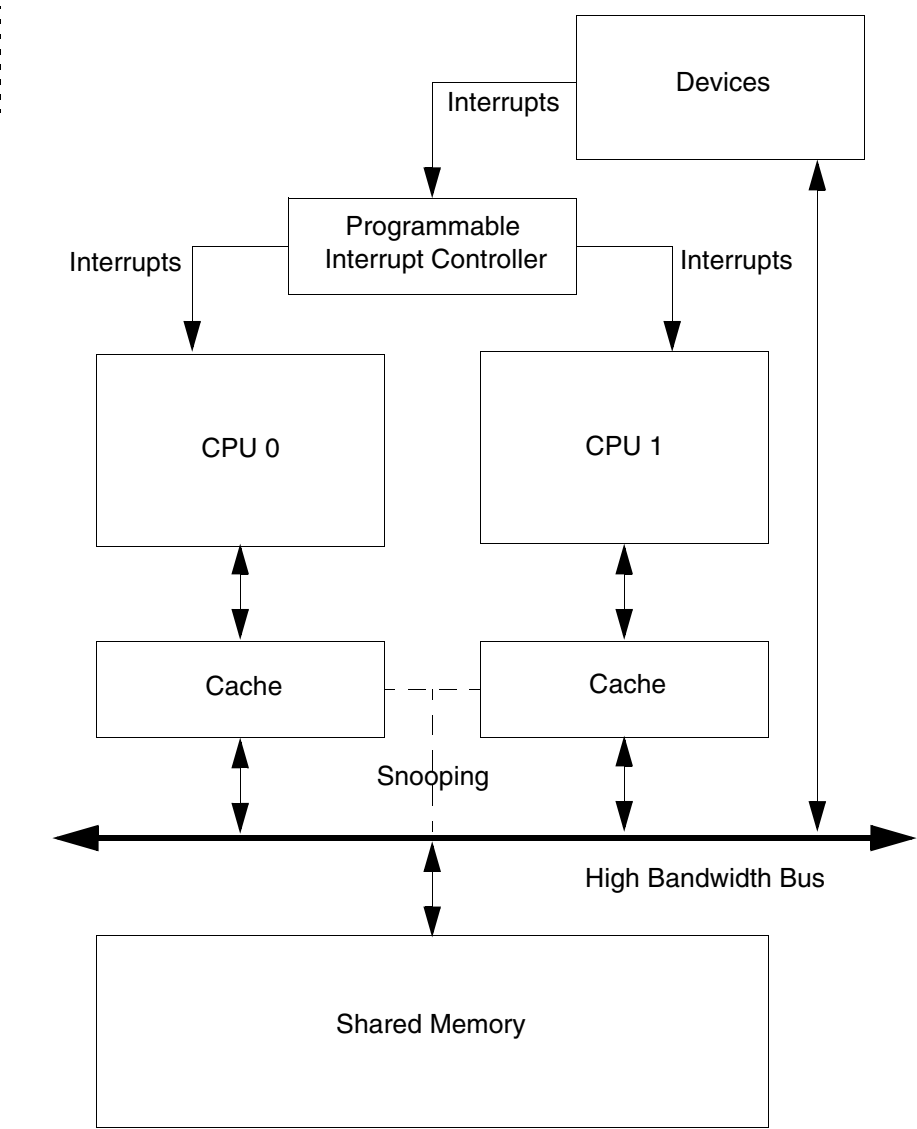 Devices
Interrupts
Programmable
Interrupt Controller
Interrupts
Interrupts
CPU 0
CPU 1
Cache
Cache
Snooping
High Bandwidth Bus
Shared Memory